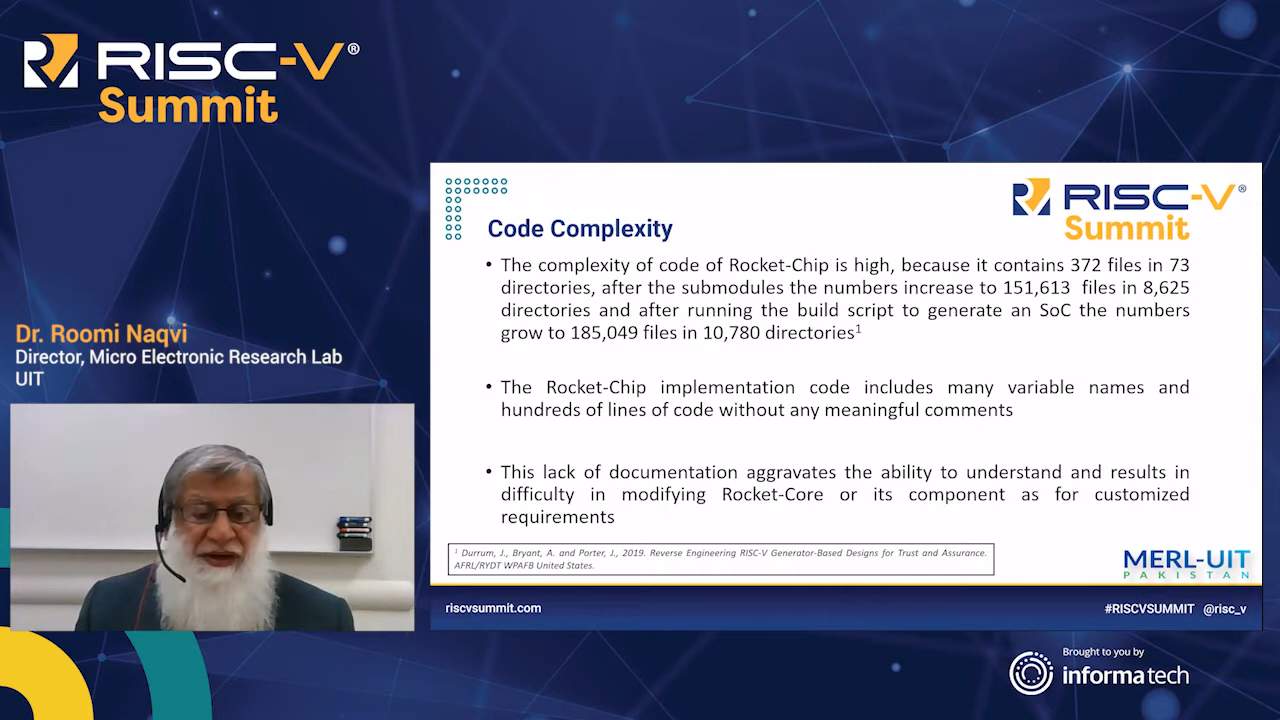 RISC-V®
Summit
Dr. Roomi Naqvi
Director, Micro Electronic Research Lab
UIT
RISC-V®
Summit
Code Complexity
• The complexity of code of Rocket-Chip is high, because it contains 372 files in 73
directories, after the submodules the numbers increase to 151,613 files in 8,625
directories and after running the build script to generate an SoC the numbers
grow to 185,049 files in 10,780 directories¹
• The Rocket-Chip implementation code includes many variable names and
hundreds of lines of code without any meaningful comments
• This lack of documentation aggravates the ability to understand and results in
difficulty in modifying Rocket-Core or its component as for customized
requirements
¹ Durrum, J., Bryant, A. and Porter, J., 2019. Reverse Engineering RISC-V Generator-Based Designs for Trust and Assurance.
AFRL/RYDT WPAFB United States.
MERL-UIT
PAKISTAN
riscvsummit.com
#RISCVSUMMIT @risc_v
Brought to you by
informa tech